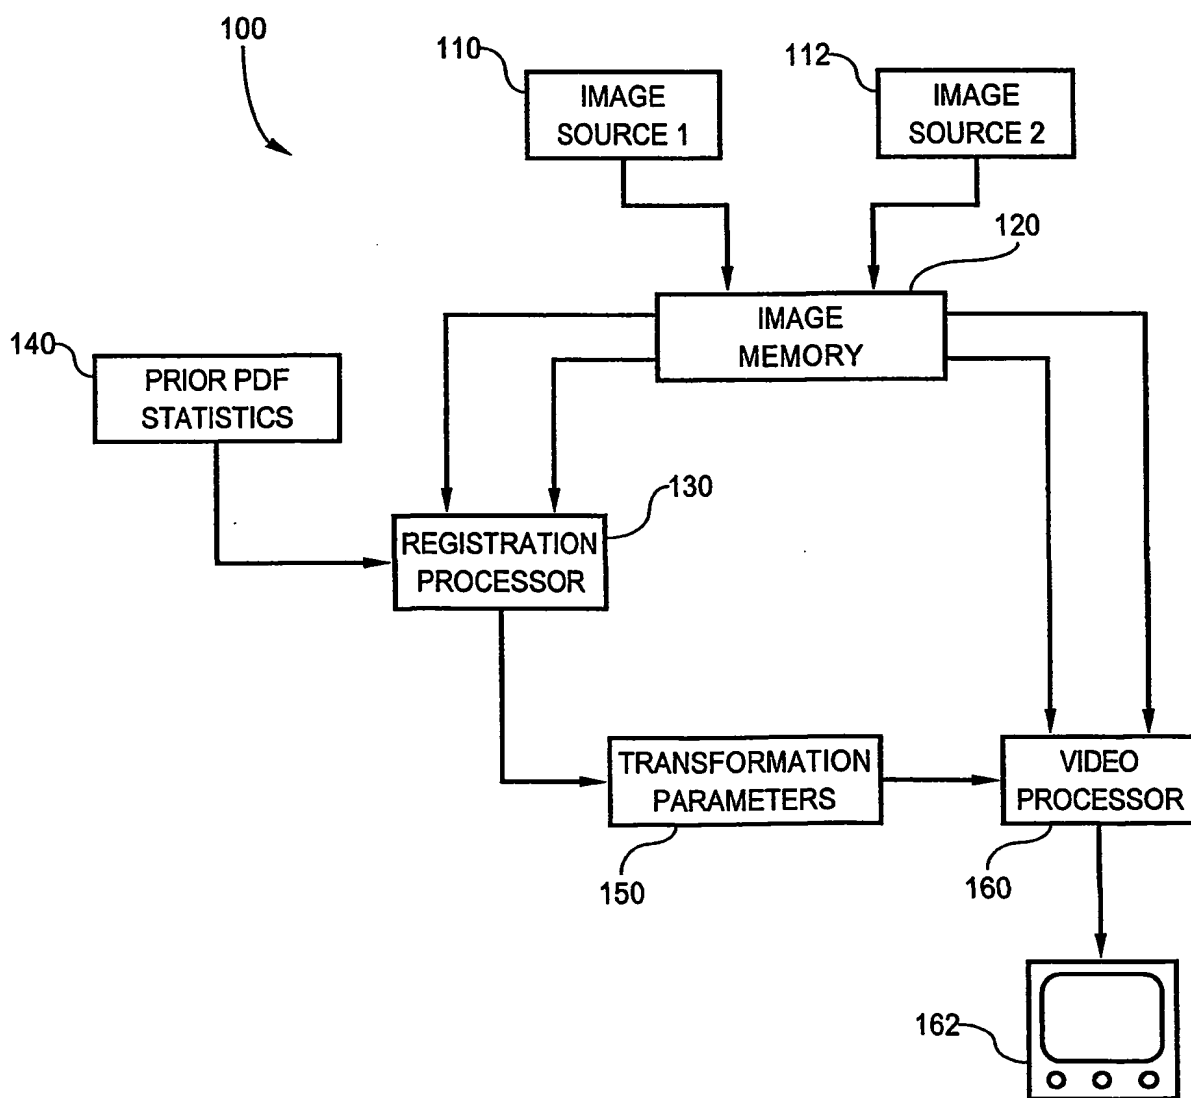 100
110
IMAGE
SOURCE 1
112
IMAGE
SOURCE 2
120
IMAGE
MEMORY
140
PRIOR PDF
STATISTICS
130
REGISTRATION
PROCESSOR
TRANSFORMATION
PARAMETERS
150
VIDEO
PROCESSOR
160
162